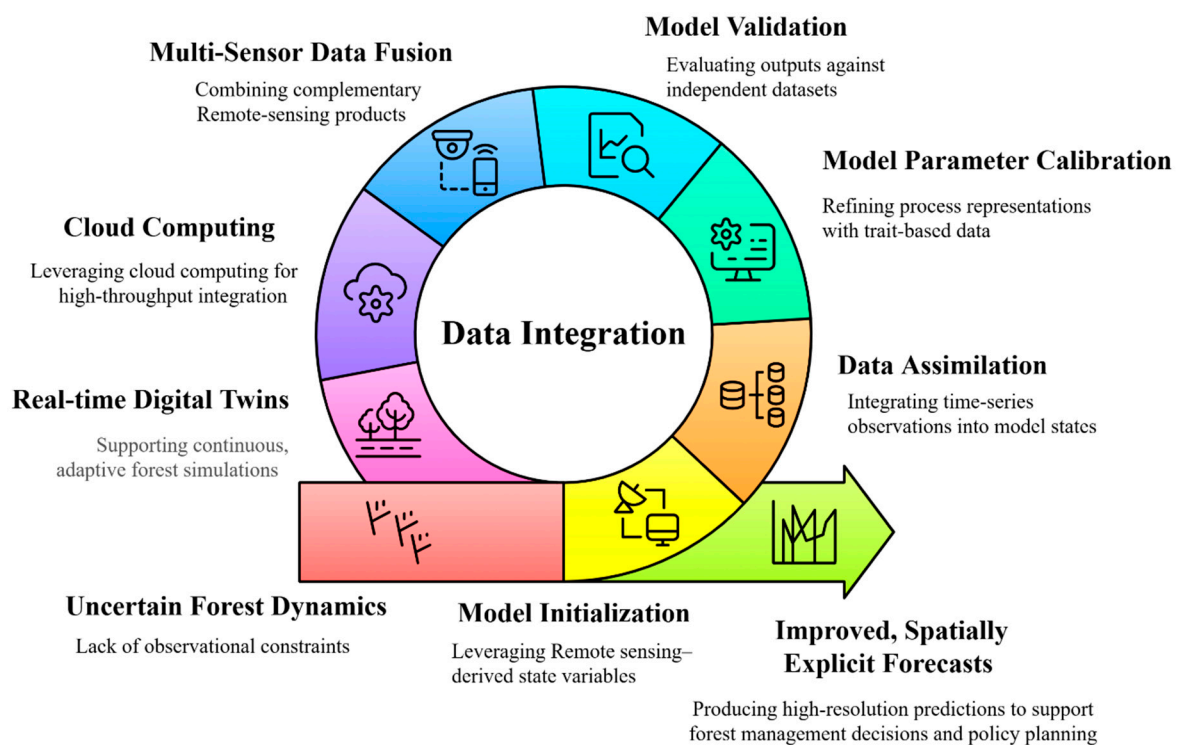 Model Validation
Evaluating outputs against
independent datasets
Multi-Sensor Data Fusion
Combining complementary
Remote-sensing products
Model Parameter Calibration
Refining process representations
with trait-based data
Cloud Computing
Leveraging cloud computing for
high-throughput integration
Data Integration
Data Assimilation
Integrating time-series
observations into model states
Real-time Digital Twins
Supporting continuous,
adaptive forest simulations
Uncertain Forest Dynamics
Lack of observational constraints
Model Initialization
Leveraging Remote sensing–
derived state variables
Improved, Spatially
Explicit Forecasts
Producing high-resolution predictions to support
forest management decisions and policy planning